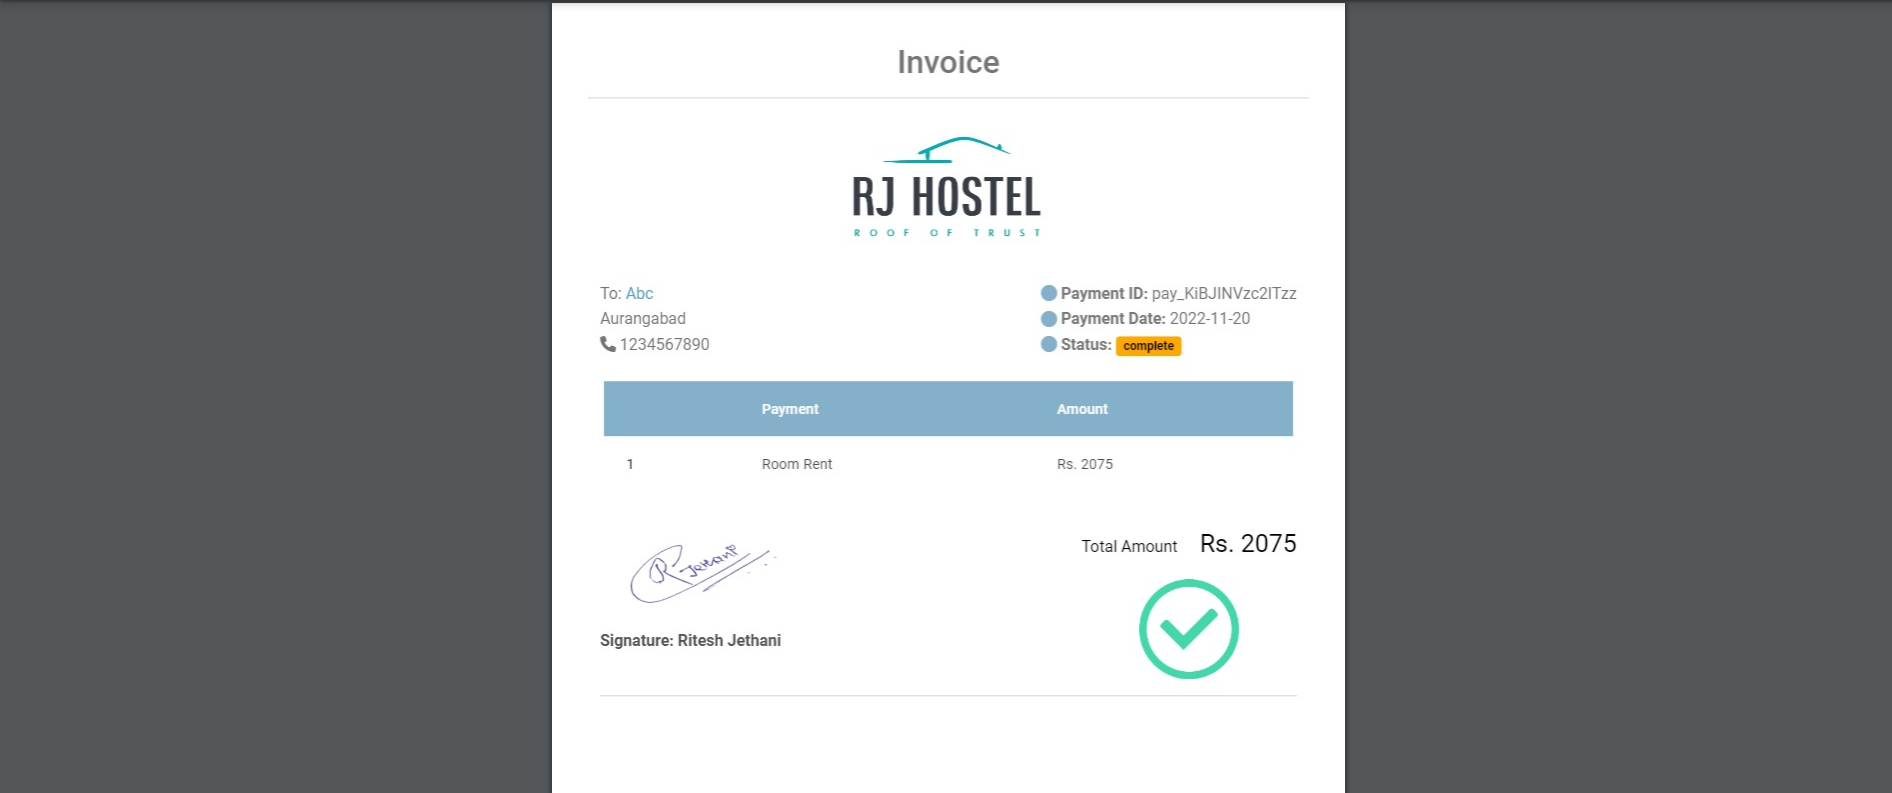 Invoice
RJ HOSTEL
ROOF OF TRUST
To: Abc
Aurangabad
1234567890
Payment ID: pay_KiBJINVzc2ITzz
Payment Date: 2022-11-20
Status: complete
Payment Amount
1 Room Rent Rs. 2075
Total Amount Rs. 2075
R Jethani
Signature: Ritesh Jethani